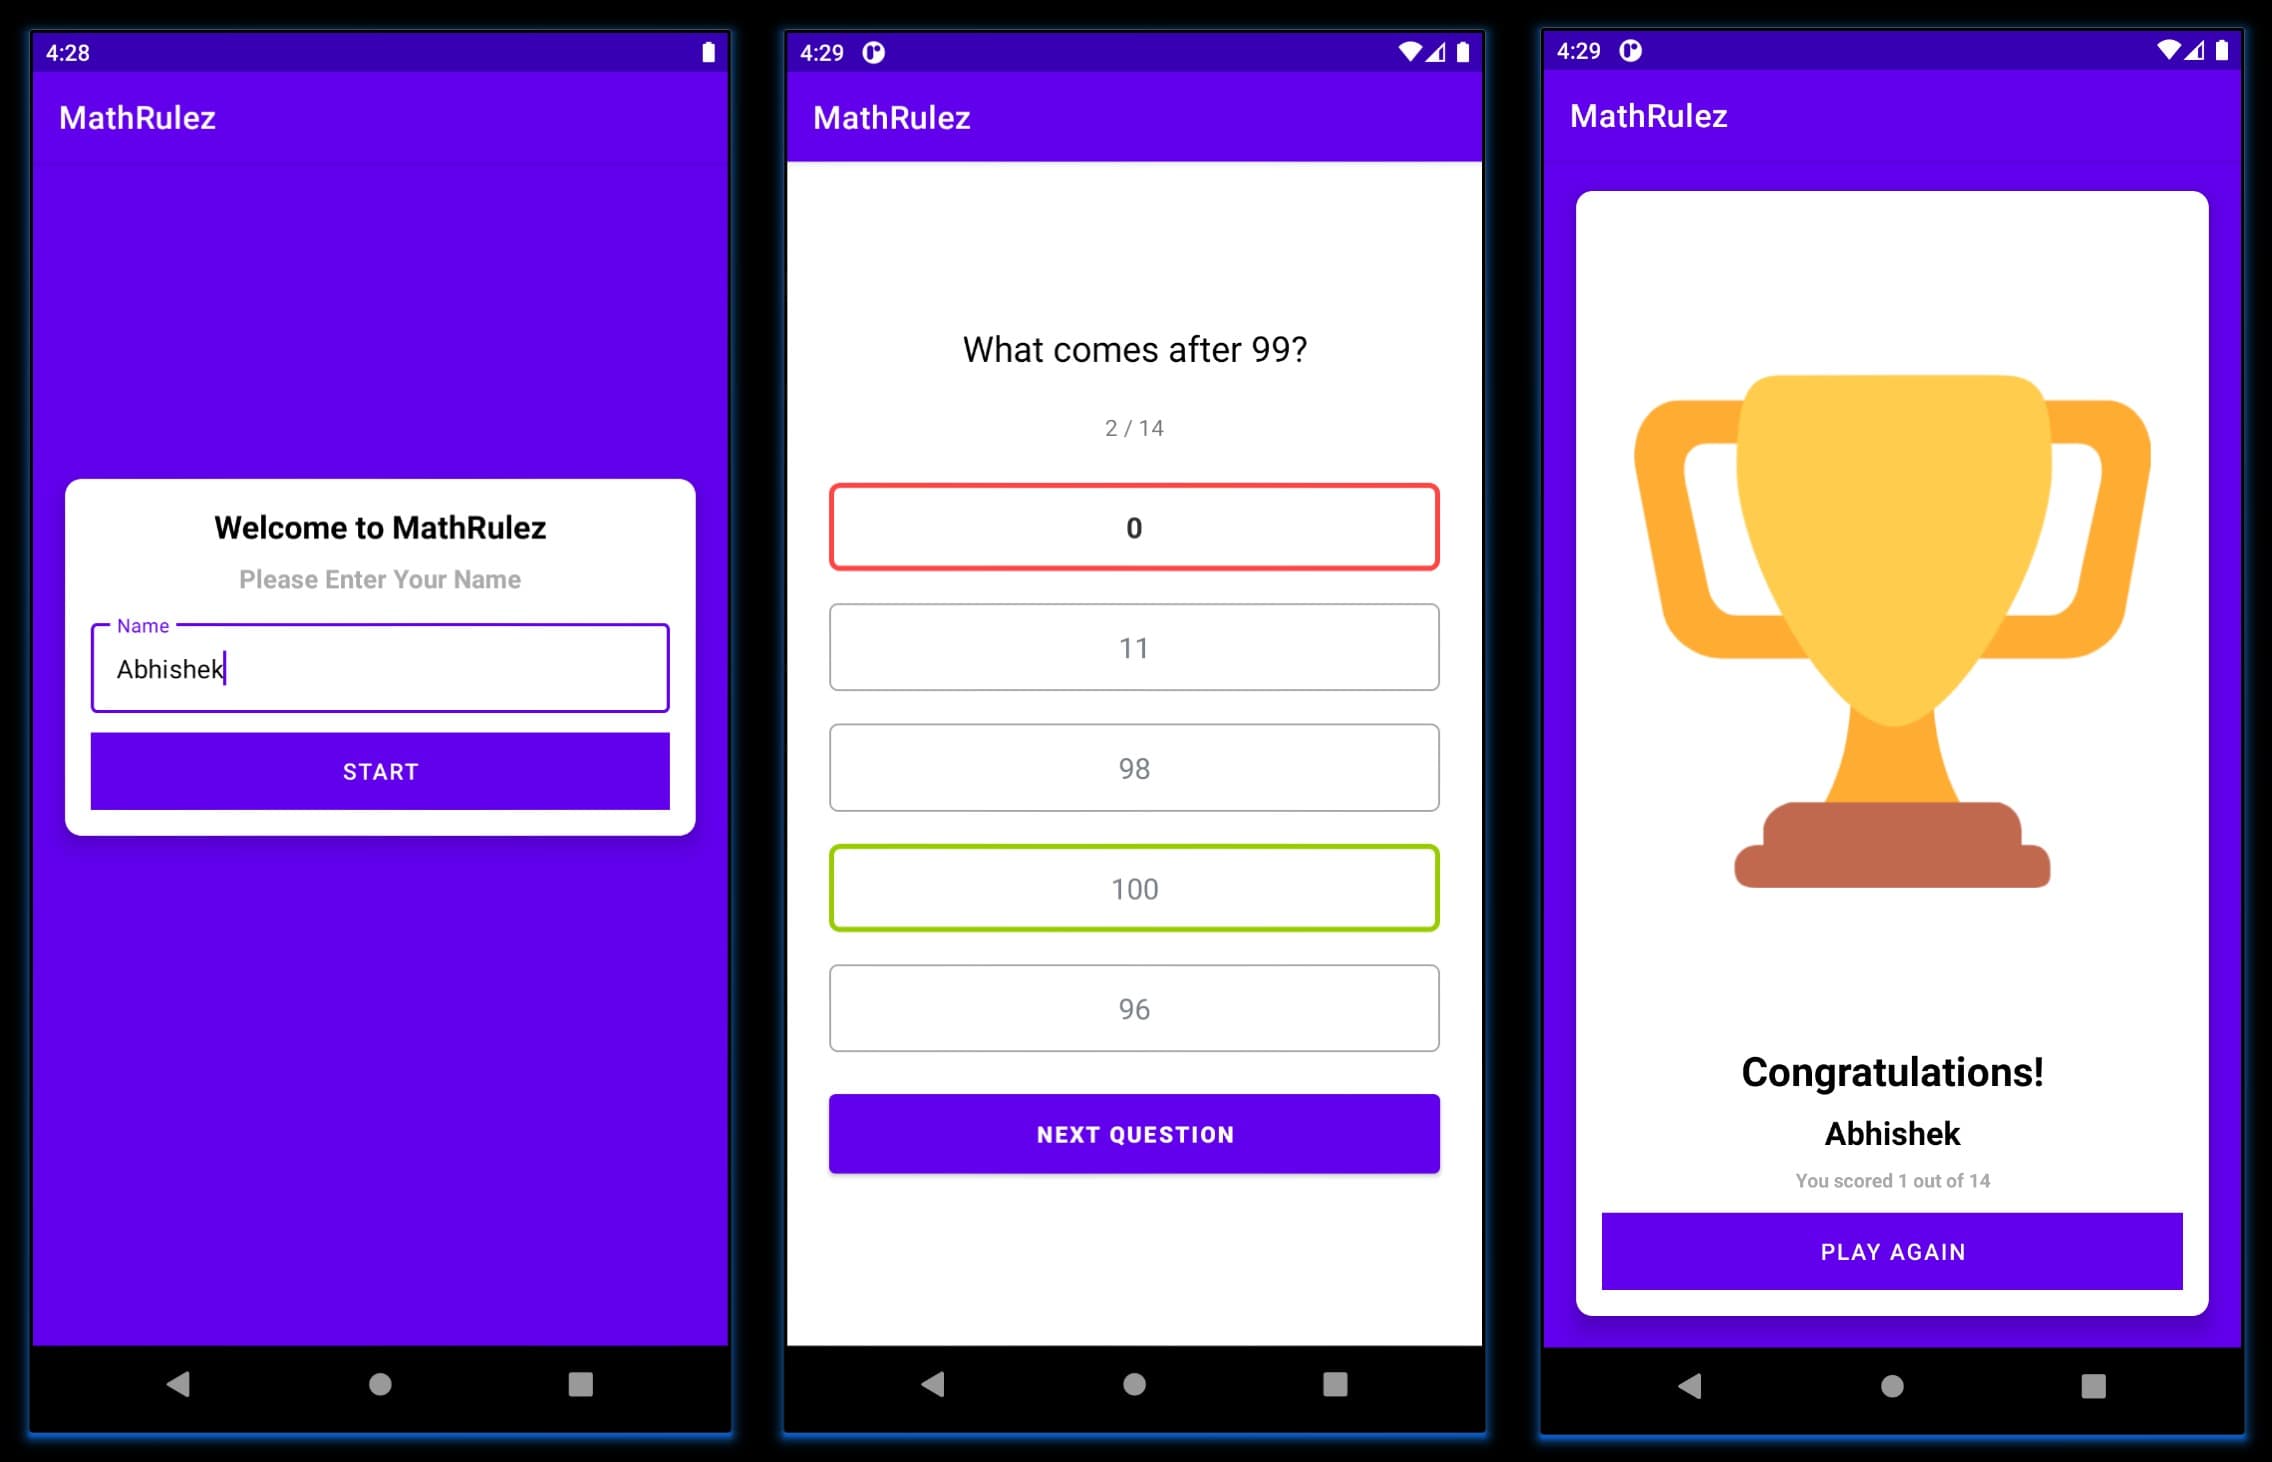 4:28
MathRulez
Welcome to MathRulez
Please Enter Your Name
Name
Abhishek
START
4:29
MathRulez
What comes after 99?
2 / 14
0
11
98
100
96
NEXT QUESTION
4:29
MathRulez
Congratulations!
Abhishek
You scored 1 out of 14
PLAY AGAIN